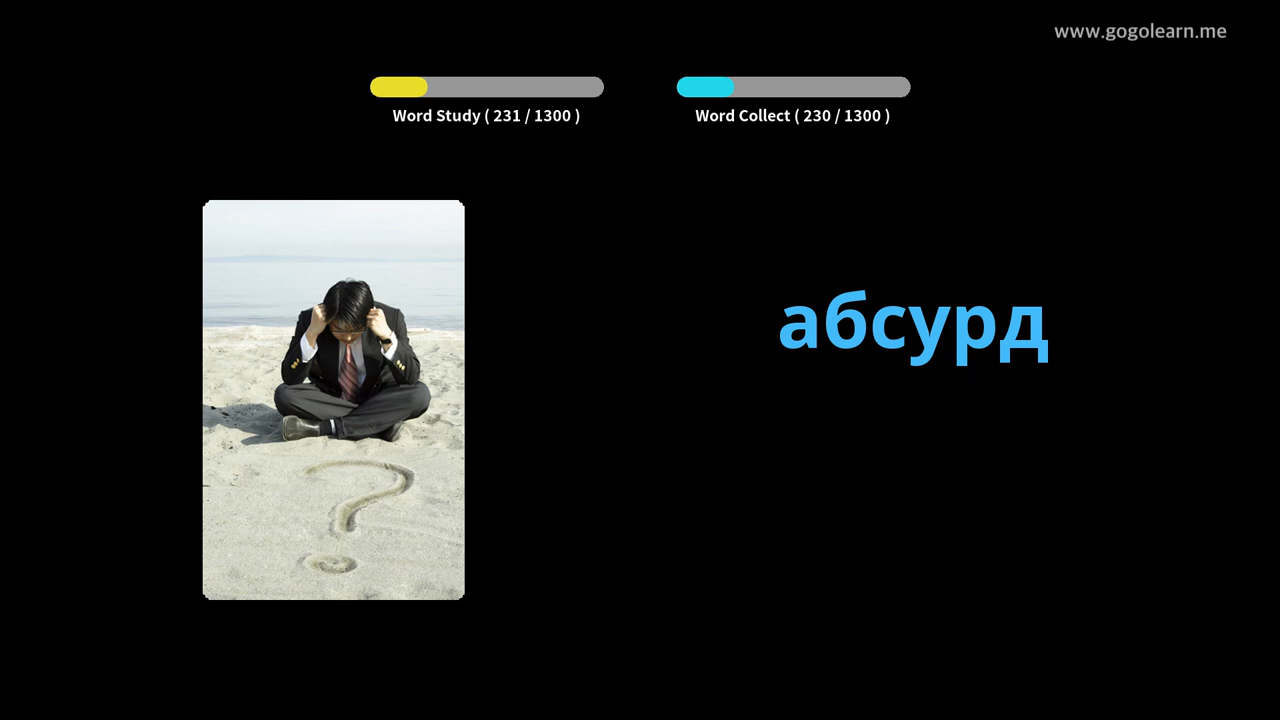 www.gogolearn.me
Word Study ( 231 / 1300 )
Word Collect ( 230 / 1300 )
абсурд
?